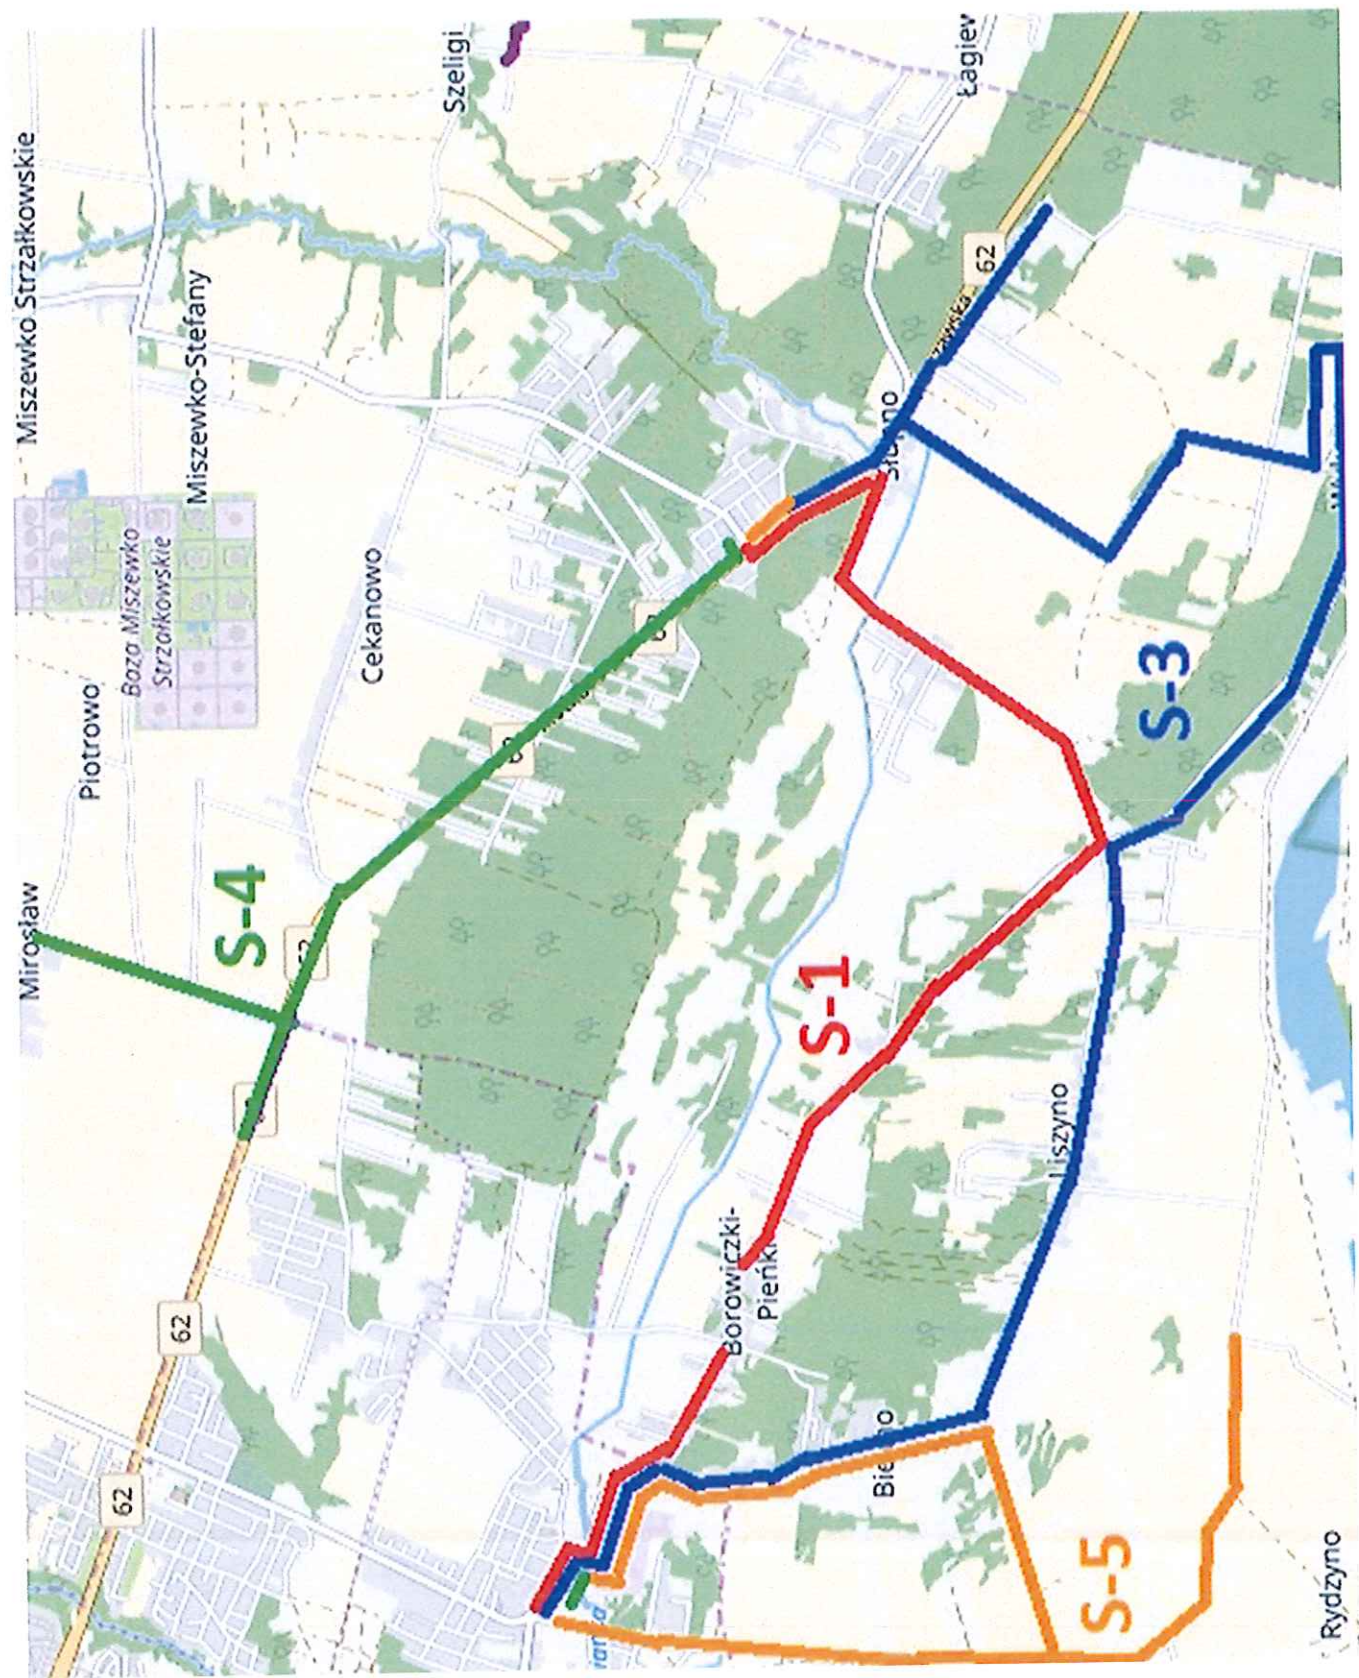 Miszewko Strzałkowskie
Szeligi
Łagiew
Miszewko-Stefany
Baza Miszewko
Strzałkowskie
Piotrowo
Cekanowo
Mirosław
S-4
62
S-3
S-1
Liszyno
Borowiczki-
Pieńki
62
62
S-5
Rydzyno